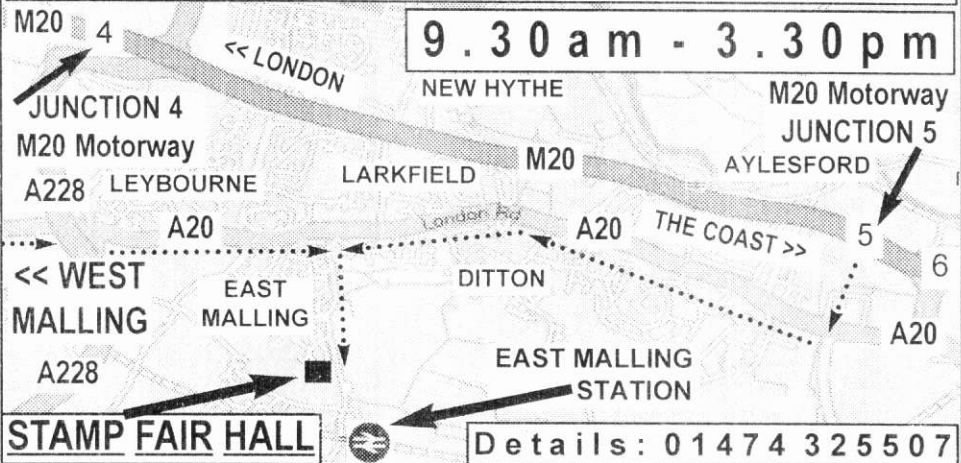 M20
4
<< LONDON
9.30am - 3.30pm
NEW HYTHE
M20 Motorway
JUNCTION 5
JUNCTION 4
M20 Motorway
M20
AYLESFORD
LARKFIELD
LEYBOURNE
A228
A20
London Rd
A20
THE COAST >>
5
6
<< WEST
MALLING
EAST
MALLING
DITTON
A20
A228
EAST MALLING
STATION
STAMP FAIR HALL
Details: 01474 325507